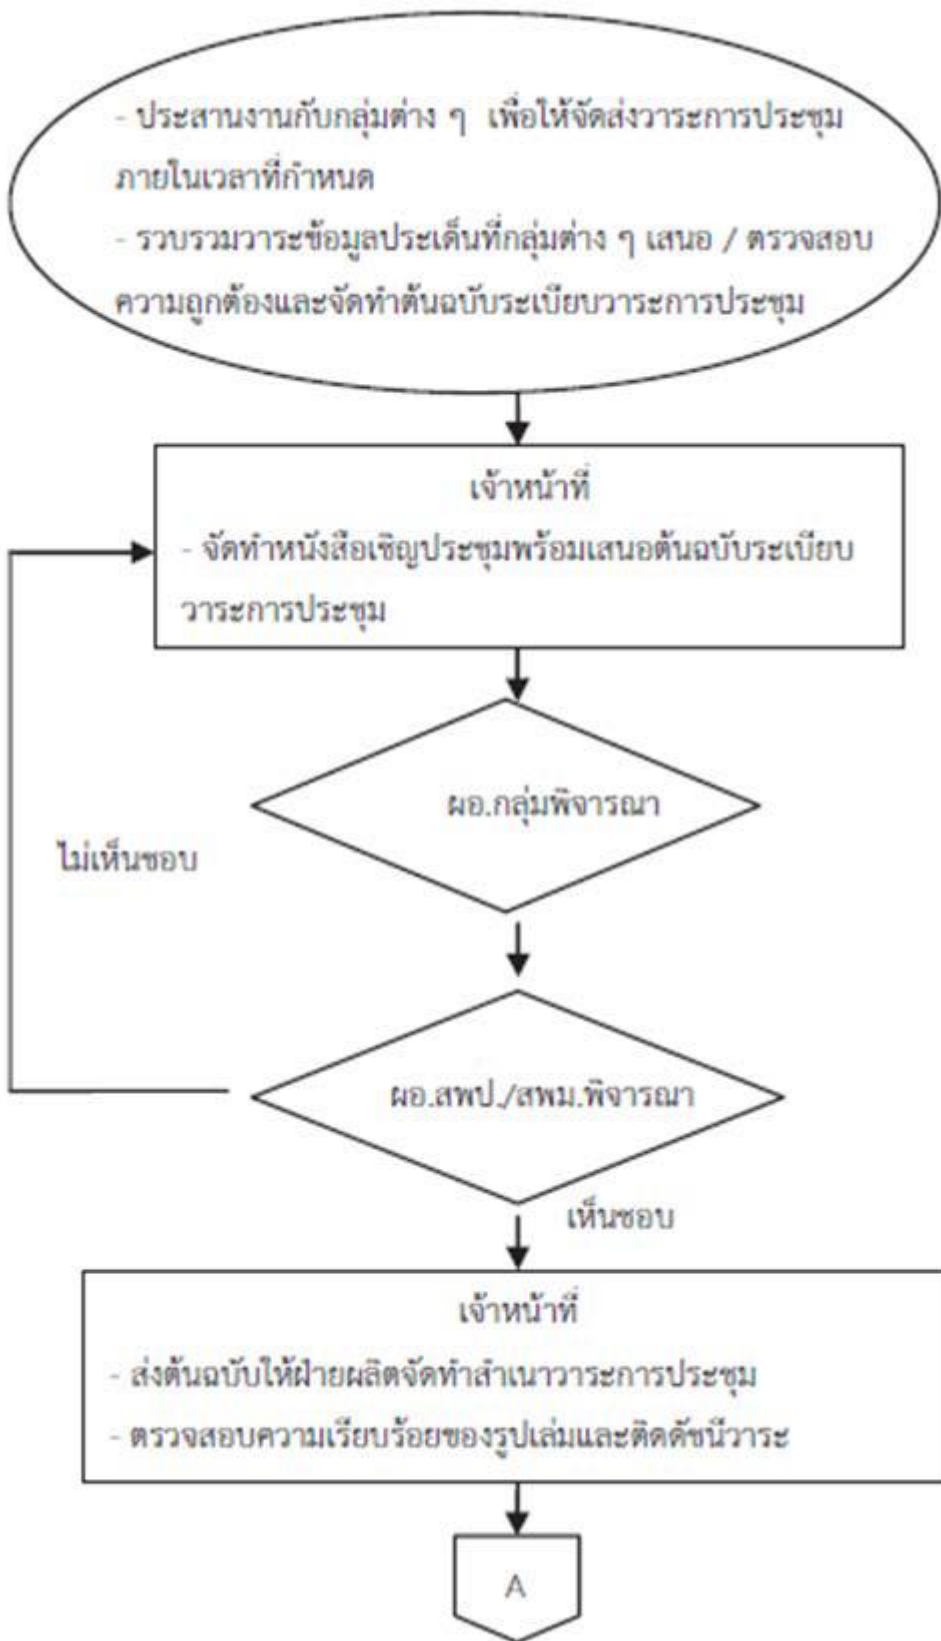 - ประสานงานกับกลุ่มต่าง ๆ เพื่อให้จัดส่งวาระการประชุม
ภายในเวลาที่กำหนด
- รวบรวมวาระข้อมูลประเด็นที่กลุ่มต่าง ๆ เสนอ / ตรวจสอบ
ความถูกต้องและจัดทำต้นฉบับระเบียบวาระการประชุม
เจ้าหน้าที่
- จัดทำหนังสือเชิญประชุมพร้อมเสนอต้นฉบับระเบียบ
วาระการประชุม
ผอ.กลุ่มพิจารณา
ไม่เห็นชอบ
ผอ.สพป./สพม.พิจารณา
เห็นชอบ
เจ้าหน้าที่
- ส่งต้นฉบับให้ฝ่ายผลิตจัดทำสำเนาวาระการประชุม
- ตรวจสอบความเรียบร้อยของรูปเล่มและติดดัชนีวาระ
A